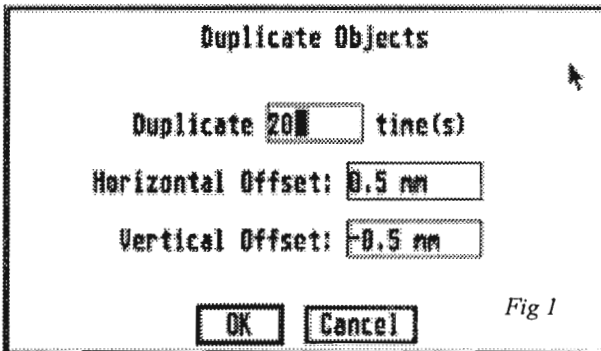 Duplicate Objects
Duplicate 20 time(s)
Horizontal Offset: 0.5 mm
Vertical Offset: -0.5 mm
OK Cancel
Fig 1